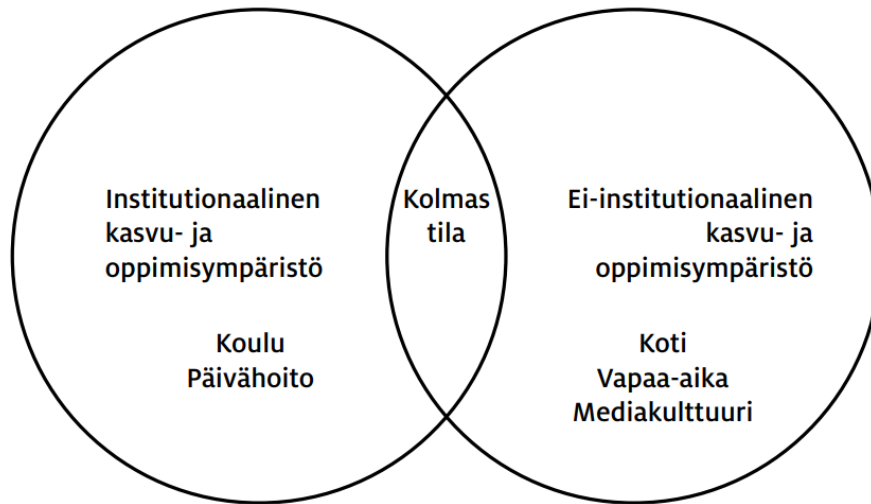 Institutionaalinen
kasvu- ja
oppimisympäristö
Koulu
Päivähoito
Kolmas
tila
Ei-institutionaalinen
kasvu- ja
oppimisympäristö
Koti
Vapaa-aika
Mediakulttuuri